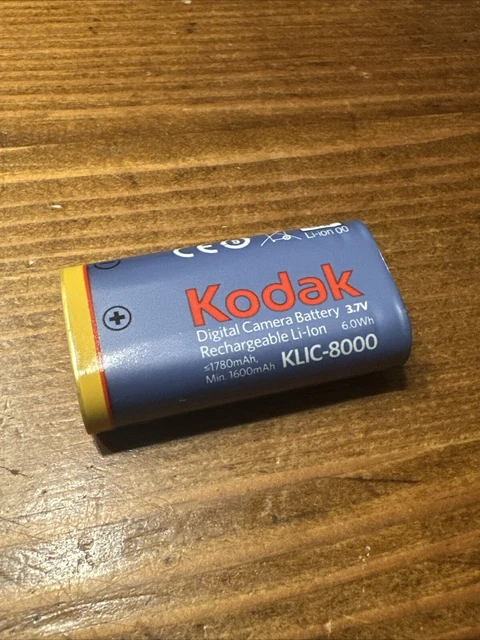 CE
Li-ion 00
Kodak
Digital Camera Battery 3.7V
Rechargeable Li-Ion 6.0Wh
≤1780mAh,
Min. 1600mAh KLIC-8000